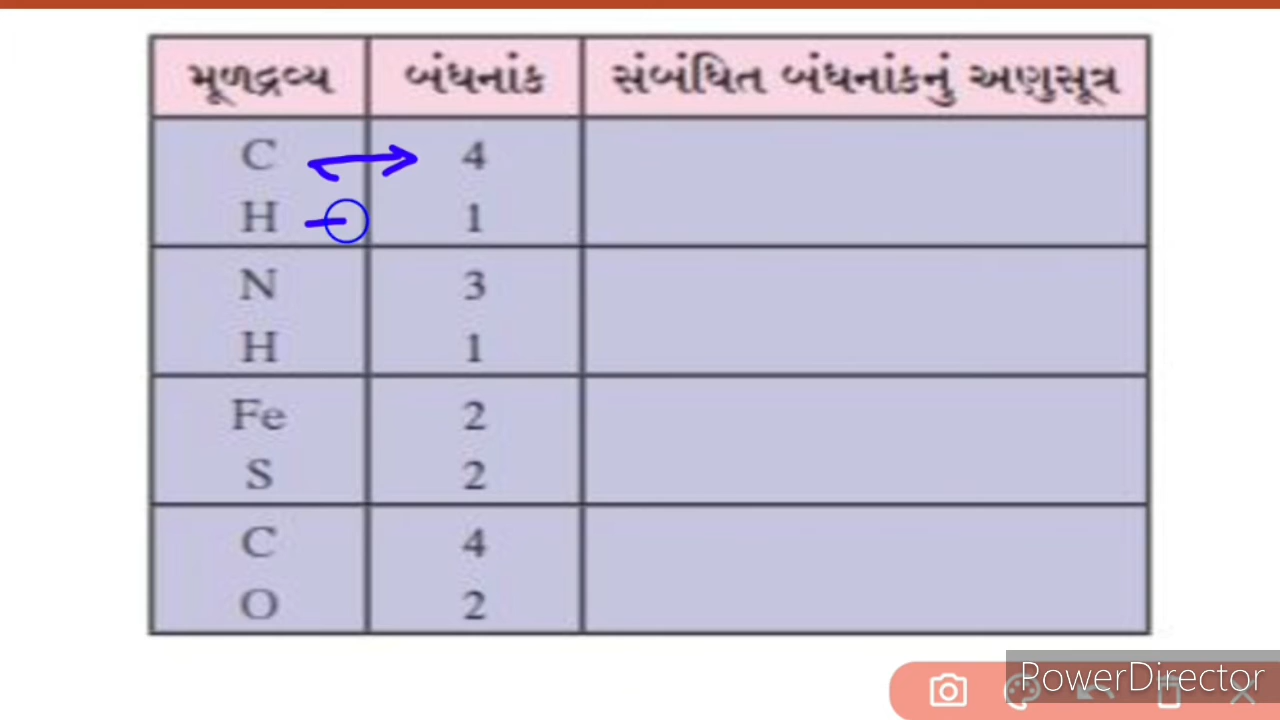 મૂળદ્રવ્ય બંધનાંક સંબંધિત બંધનાંકનું અણુસૂત્ર
C 4
H 1
N 3
H 1
Fe 2
S 2
C 4
O 2
PowerDirector